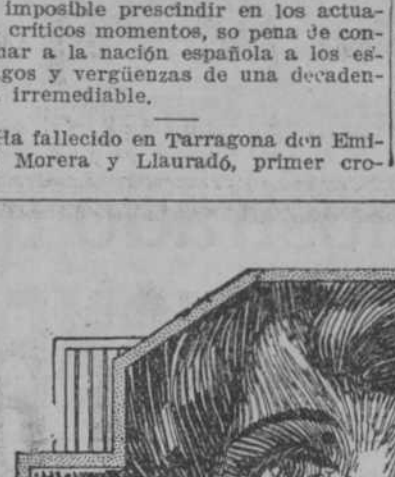 imposible prescindir en los actua-
críticos momentos, so pena de con-
nar a la nación española a los es-
gos y vergüenzas de una decaden-
irremediable.
Ha fallecido en Tarragona don Emi-
Morera y Llauradó, primer cro-